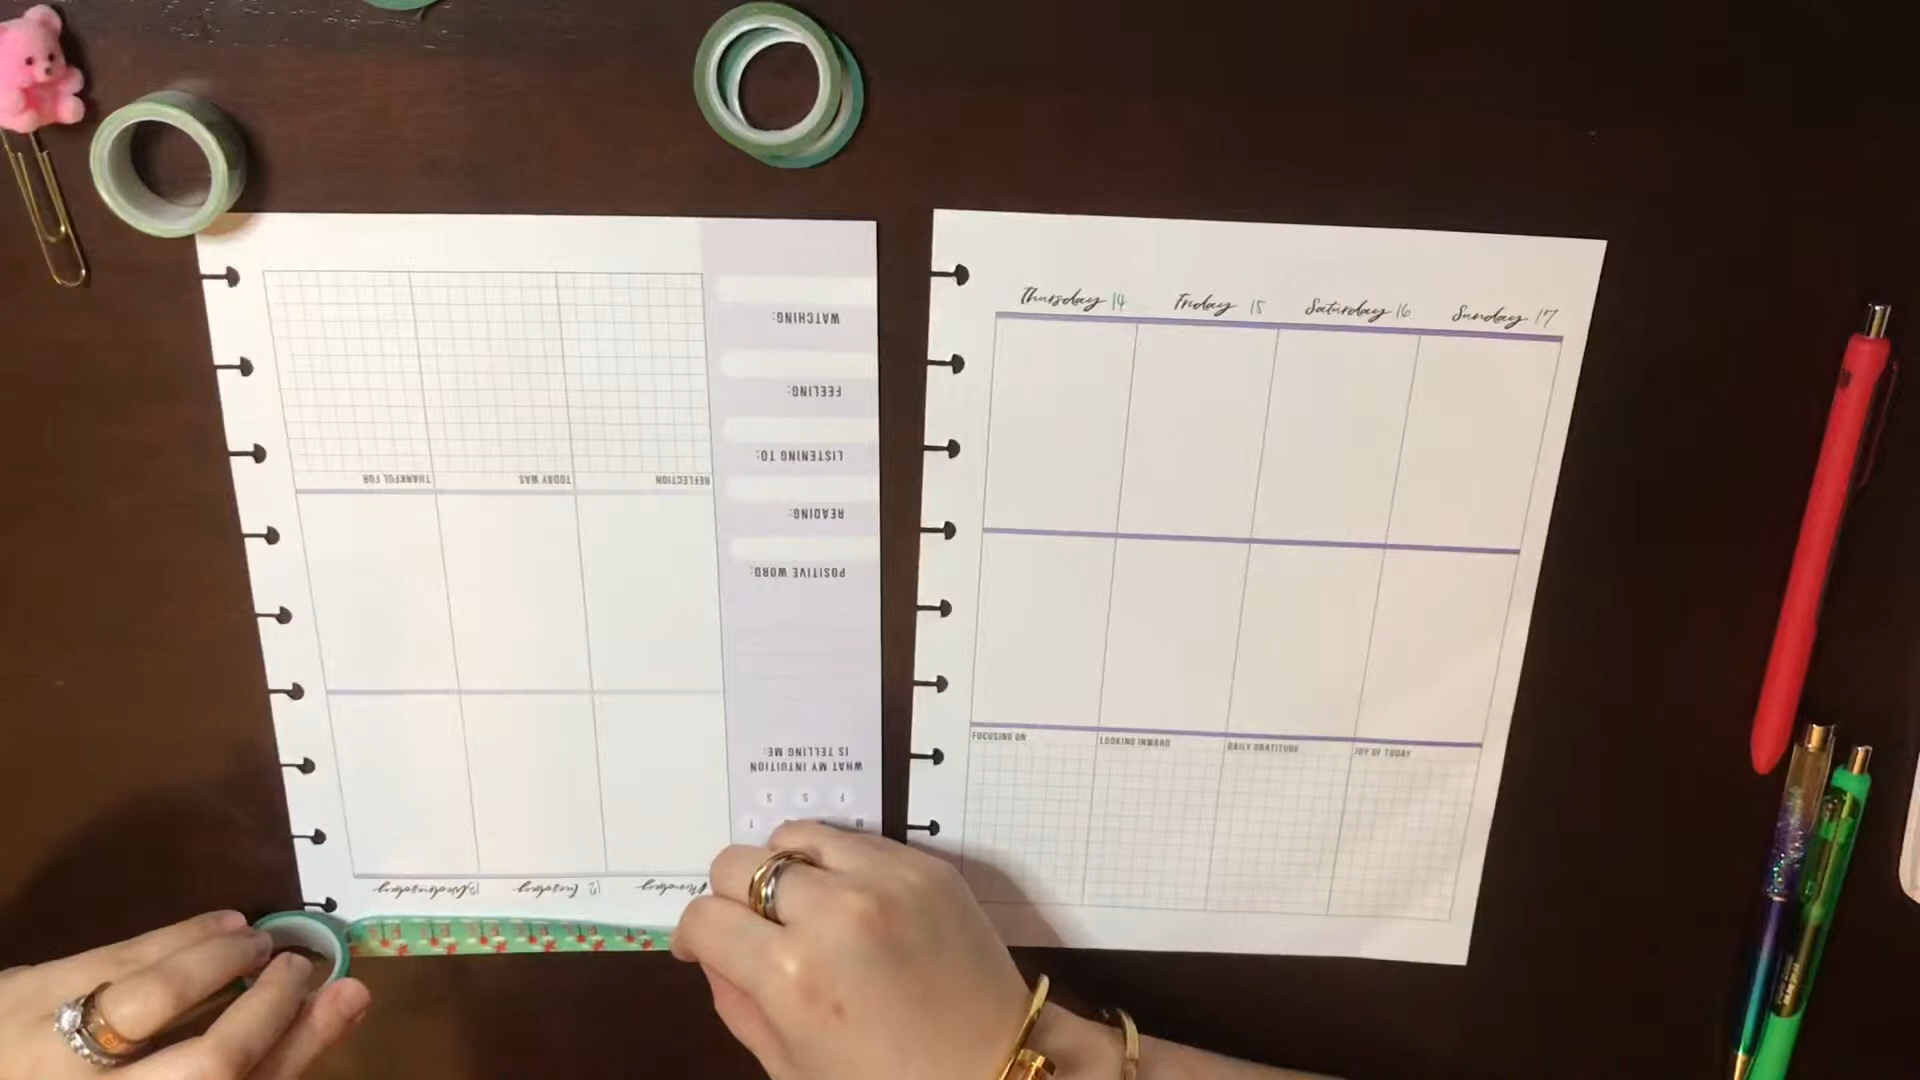 WATCHING:
FEELING:
LISTENING TO:
READING:
POSITIVE WORD:
WHAT MY INTUITION
IS TELLING ME:
F S S
M T
REFLECTION TODAY WAS THANKFUL FOR
Monday Tuesday 12 Wednesday 13
Thursday 14 Friday 15 Saturday 16 Sunday 17
FOCUSING ON LOOKING INWARD DAILY GRATITUDE JOY OF TODAY